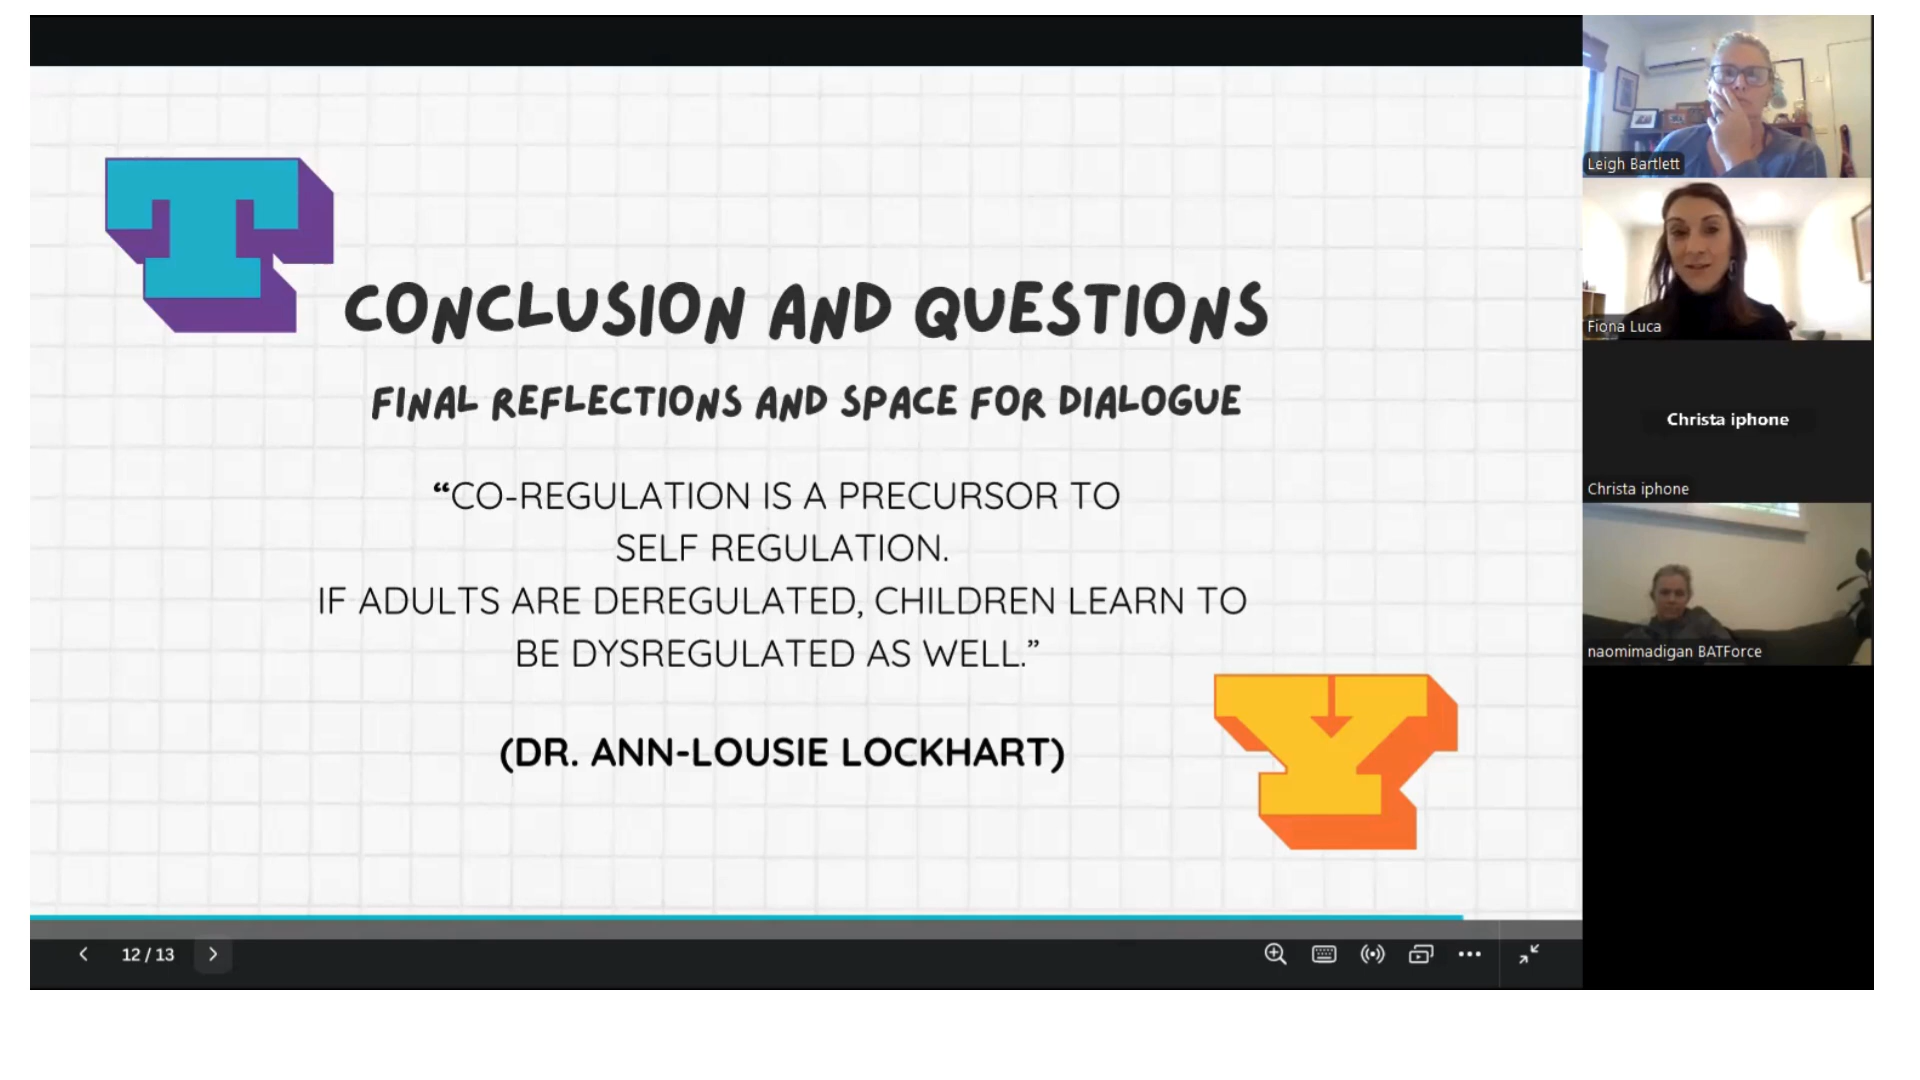 T
CONCLUSION AND QUESTIONS
FINAL REFLECTIONS AND SPACE FOR DIALOGUE
“CO-REGULATION IS A PRECURSOR TO
SELF REGULATION.
IF ADULTS ARE DEREGULATED, CHILDREN LEARN TO
BE DYSREGULATED AS WELL.”
(DR. ANN-LOUSIE LOCKHART)
Y
12 / 13
Leigh Bartlett
Fiona Luca
Christa iphone
Christa iphone
naomimadigan BATForce